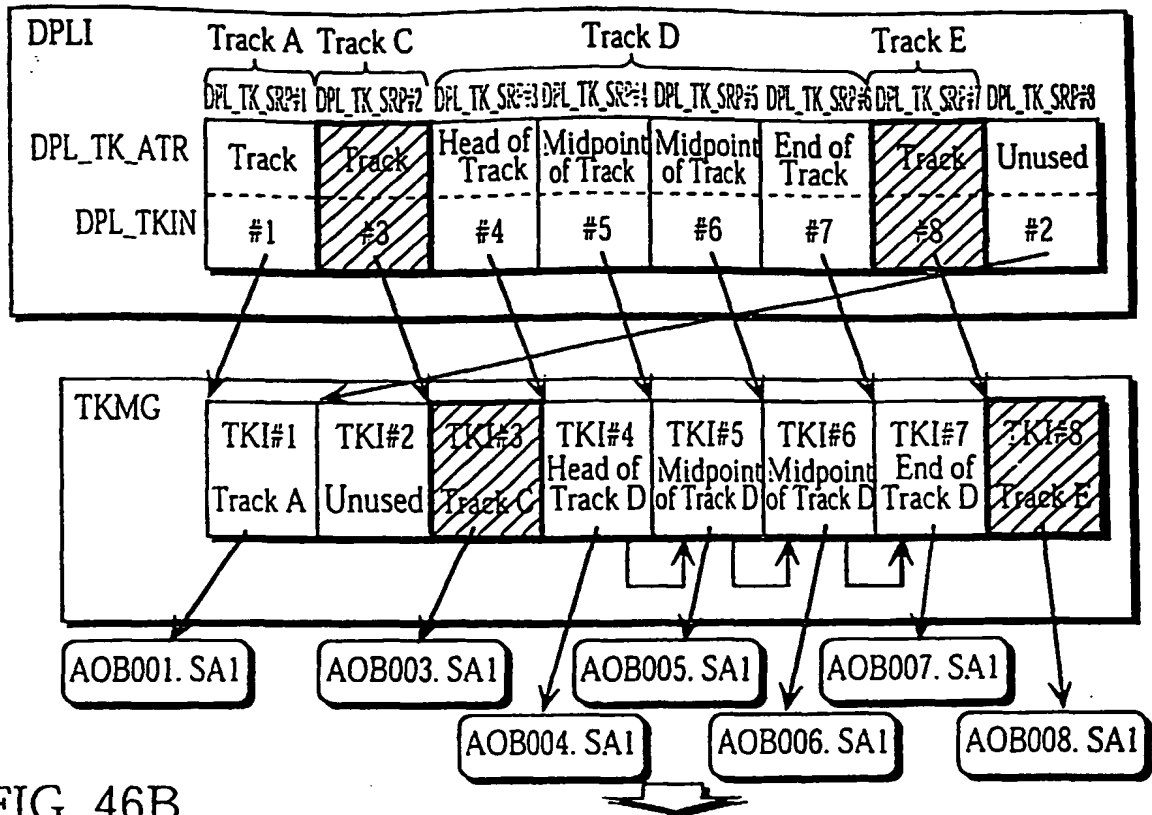 DPLI
Track A Track C Track D Track E
DPL_TK_SRP#1 DPL_TK_SRP#2 DPL_TK_SRP#3 DPL_TK_SRP#4 DPL_TK_SRP#5 DPL_TK_SRP#6 DPL_TK_SRP#7 DPL_TK_SRP#8
DPL_TK_ATR
Track
Track
Head of
Track
Midpoint
of Track
Midpoint
of Track
End of
Track
Track
Unused
DPL_TKIN
#1 #3 #4 #5 #6 #7 #8 #2
TKMG
TKI#1
Track A
TKI#2
Unused
TKI#3
Track C
TKI#4
Head of
Track D
TKI#5
Midpoint
of Track D
TKI#6
Midpoint
of Track D
TKI#7
End of
Track D
TKI#8
Track E
AOB001. SA1 AOB003. SA1 AOB005. SA1 AOB007. SA1
AOB004. SA1 AOB006. SA1 AOB008. SA1
FIG. 46B